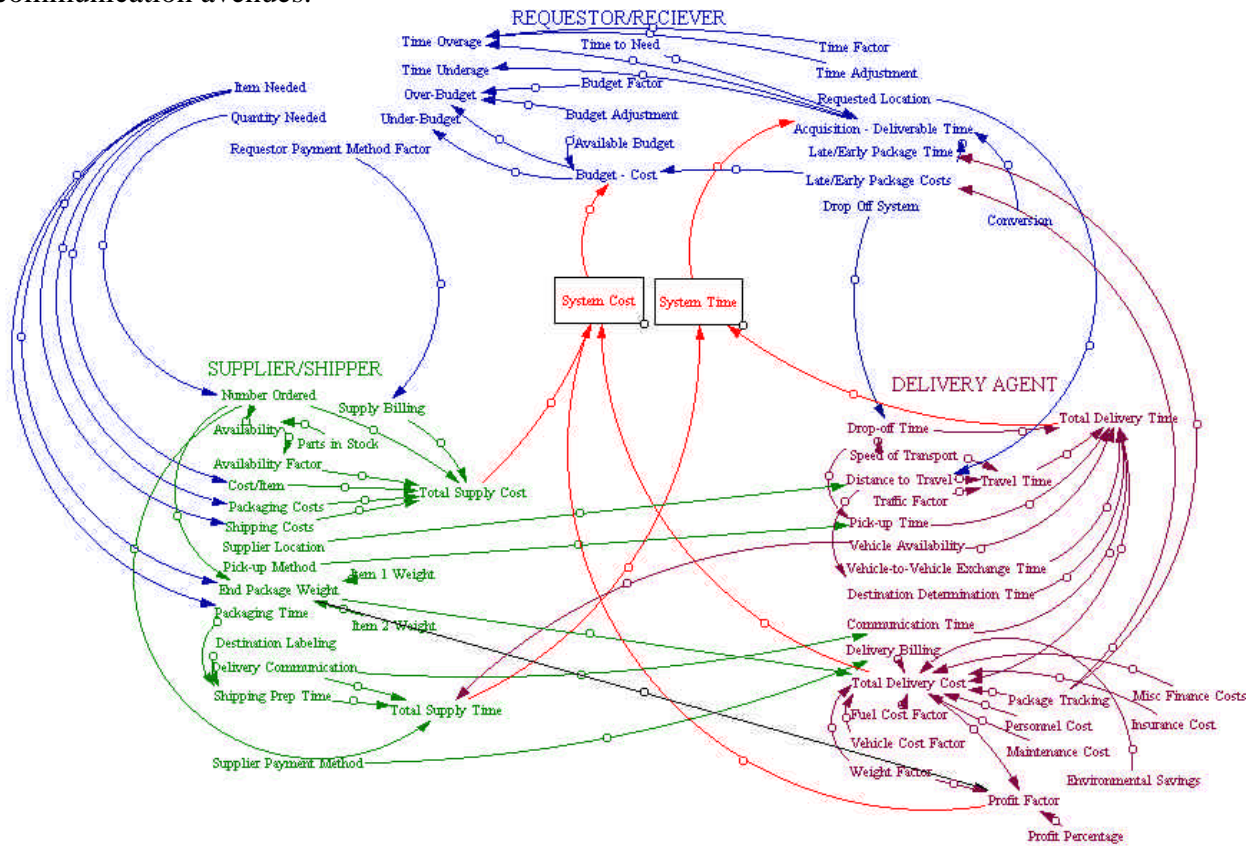 communication avenues.
REQUESTOR/RECIEVER
Time Overage
Time to Need
Time Factor
Time Underage
Time Adjustment
Item Needed
Budget Factor
Over-Budget
Requested Location
Quantity Needed
Under-Budget
Budget Adjustment
Acquisition - Deliverable Time
Requestor Payment Method Factor
Available Budget
Late/Early Package Time
Budget - Cost
Late/Early Package Costs
Drop Off System
Conversion
System Cost
System Time
SUPPLIER/SHIPPER
Number Ordered
Supply Billing
Availability
Parts in Stock
Availability Factor
Cost/Item
Total Supply Cost
Packaging Costs
Shipping Costs
Supplier Location
Pick-up Method
Item 1 Weight
End Package Weight
Packaging Time
Item 2 Weight
Destination Labeling
Delivery Communication
Shipping Prep Time
Total Supply Time
Supplier Payment Method
DELIVERY AGENT
Total Delivery Time
Drop-off Time
Speed of Transport
Distance to Travel
Travel Time
Traffic Factor
Pick-up Time
Vehicle Availability
Vehicle-to-Vehicle Exchange Time
Destination Determination Time
Communication Time
Delivery Billing
Total Delivery Cost
Package Tracking
Misc Finance Costs
Fuel Cost Factor
Personnel Cost
Insurance Cost
Vehicle Cost Factor
Maintenance Cost
Weight Factor
Environmental Savings
Profit Factor
Profit Percentage